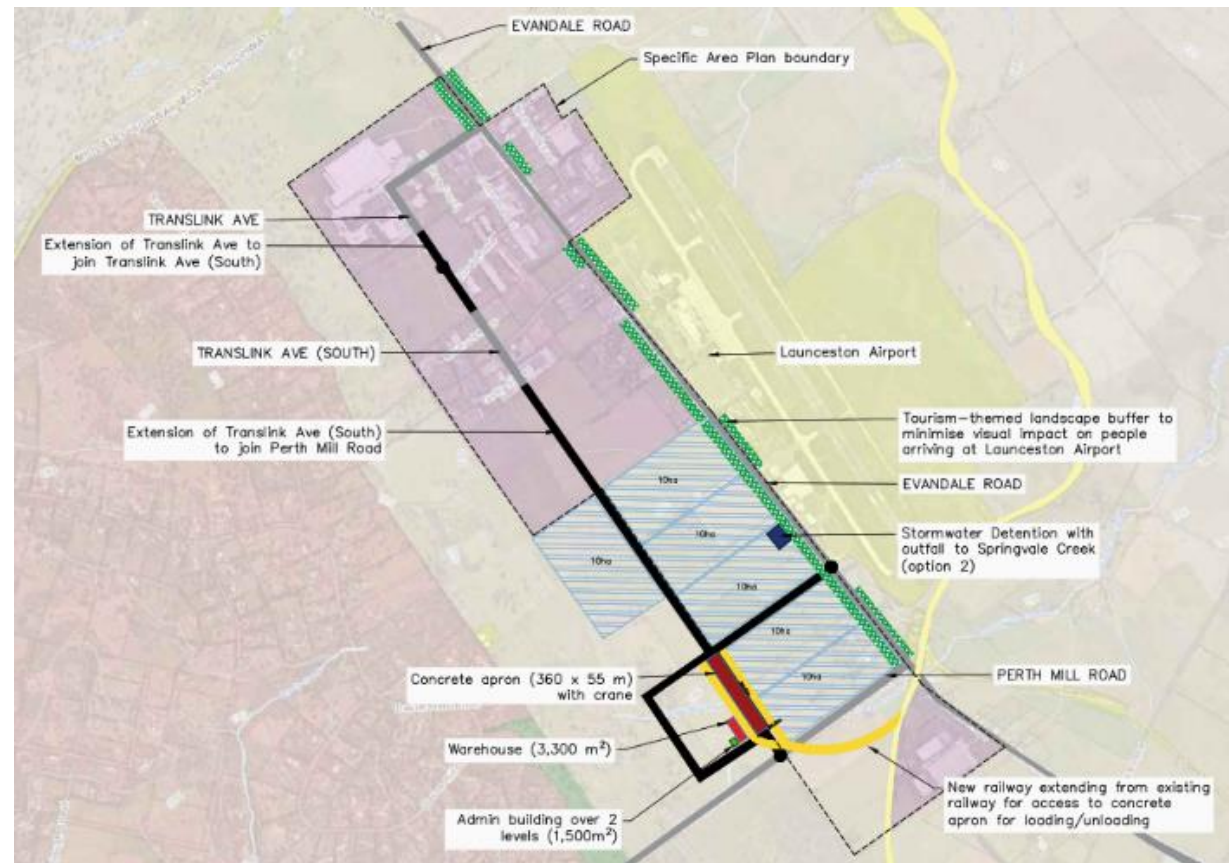 EVANDALE ROAD
Specific Area Plan boundary
TRANSLINK AVE
Extension of Translink Ave to
join Translink Ave (South)
TRANSLINK AVE (SOUTH)
Launceston Airport
Extension of Translink Ave (South)
to join Perth Mill Road
Tourism-themed landscape buffer to
minimise visual impact on people
arriving at Launceston Airport
EVANDALE ROAD
10ha
10ha
10ha
10ha
10ha
10ha
Stormwater Detention with
outfall to Springvale Creek
(option 2)
Concrete apron (360 x 55 m)
with crane
PERTH MILL ROAD
Warehouse (3,300 m²)
Admin building over 2
levels (1,500m²)
New railway extending from existing
railway for access to concrete
apron for loading/unloading